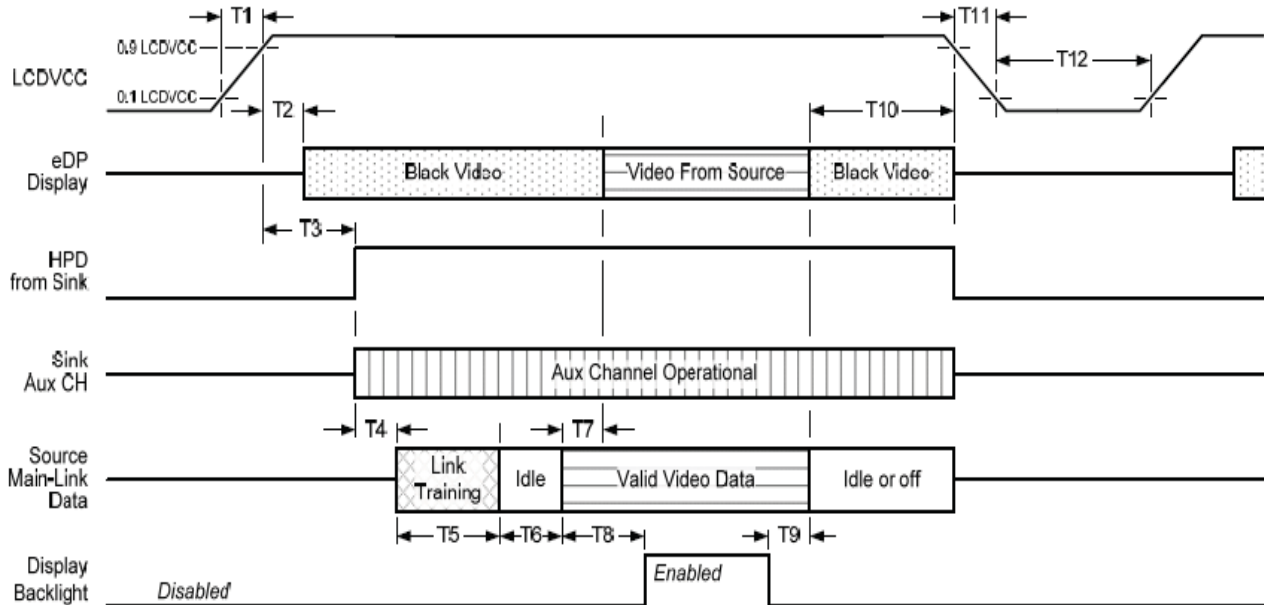 T1
T11
0.9 LCDVCC
LCDVCC
T12
0.1 LCDVCC
T2
T10
eDP
Display
Black Video
Video From Source
Black Video
T3
HPD
from Sink
Sink
Aux CH
Aux Channel Operational
T4
T7
Source
Main-Link
Data
Link
Training
Idle
Valid Video Data
Idle or off
T5
T6
T8
T9
Display
Backlight
Disabled
Enabled